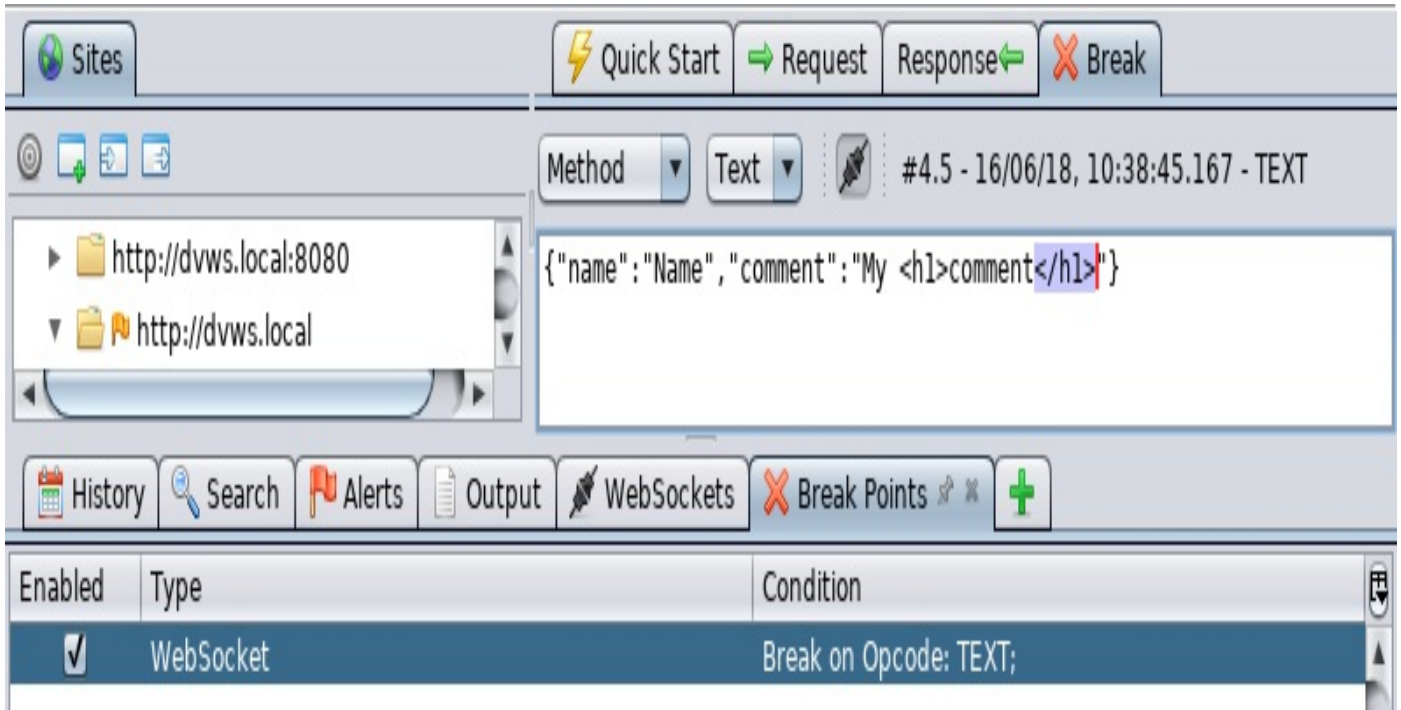 Sites
Quick Start Request Response Break
Method Text #4.5 - 16/06/18, 10:38:45.167 - TEXT
http://dvws.local:8080
http://dvws.local
{"name":"Name","comment":"My <h1>comment</h1>"}
History Search Alerts Output WebSockets Break Points
Enabled Type Condition
WebSocket Break on Opcode: TEXT;